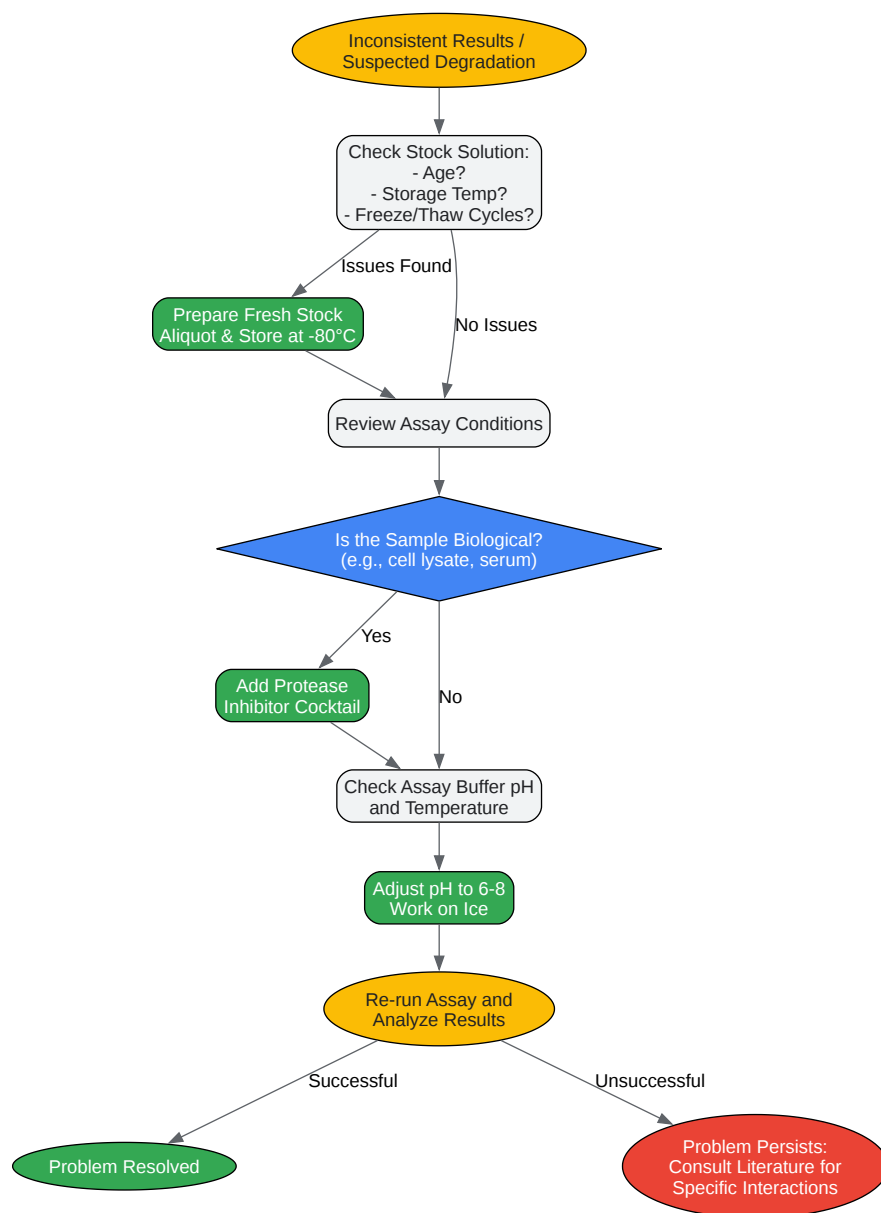 Inconsistent Results /
Suspected Degradation
Check Stock Solution:
- Age?
- Storage Temp?
- Freeze/Thaw Cycles?
Issues Found
Prepare Fresh Stock
Aliquot & Store at -80°C
No Issues
Review Assay Conditions
Is the Sample Biological?
(e.g., cell lysate, serum)
Yes
Add Protease
Inhibitor Cocktail
No
Check Assay Buffer pH
and Temperature
Adjust pH to 6-8
Work on Ice
Re-run Assay and
Analyze Results
Successful
Unsuccessful
Problem Resolved
Problem Persists:
Consult Literature for
Specific Interactions